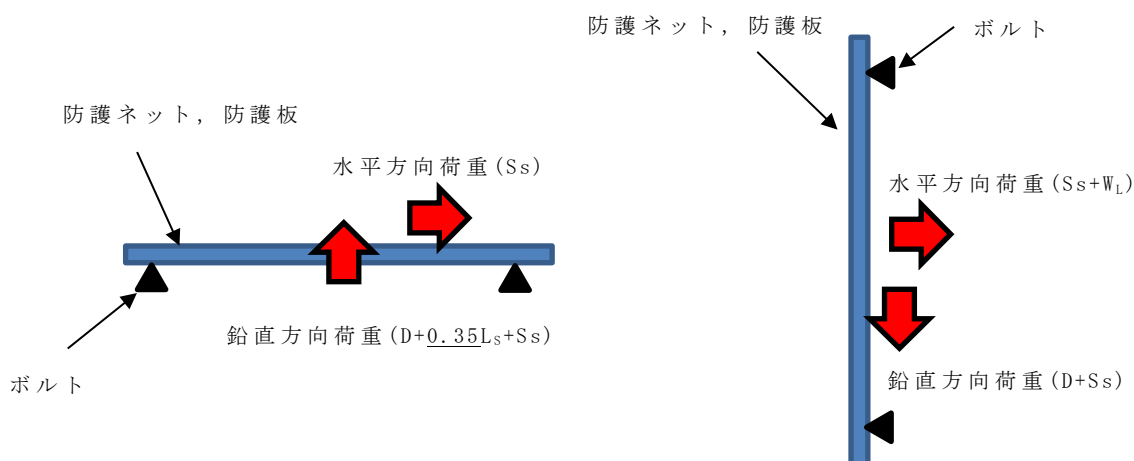 防護ネット, 防護板
水平方向荷重(Ss)
鉛直方向荷重(D+0.35Ls+Ss)
ボルト
防護ネット, 防護板
ボルト
水平方向荷重(Ss+WL)
鉛直方向荷重(D+Ss)